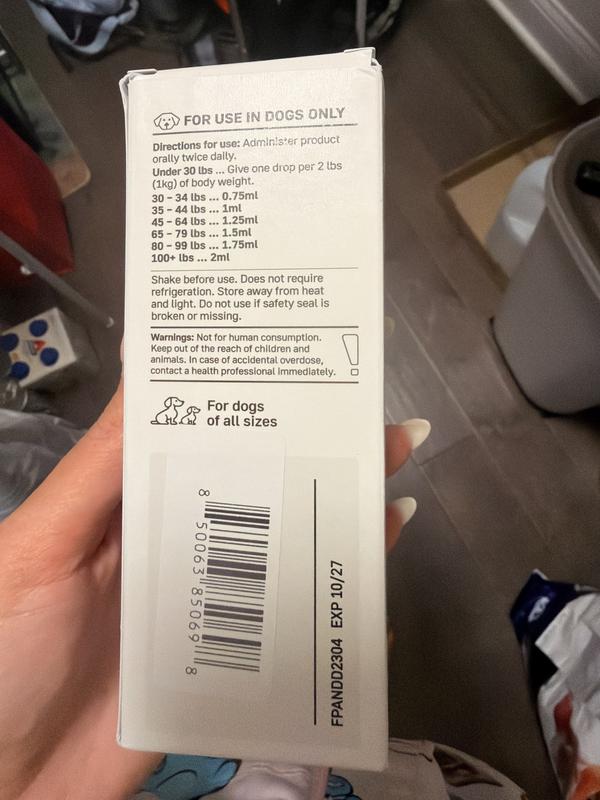 FOR USE IN DOGS ONLY
Directions for use: Administer product
orally twice daily.
Under 30 lbs ... Give one drop per 2 lbs
(1kg) of body weight.
30 – 34 lbs ... 0.75ml
35 – 44 lbs ... 1ml
45 – 64 lbs ... 1.25ml
65 – 79 lbs ... 1.5ml
80 – 99 lbs ... 1.75ml
100+ lbs ... 2ml
Shake before use. Does not require
refrigeration. Store away from heat
and light. Do not use if safety seal is
broken or missing.
Warnings: Not for human consumption.
Keep out of the reach of children and
animals. In case of accidental overdose,
contact a health professional immediately.
For dogs
of all sizes
8 50063 85069 8
FPANDD2304 EXP 10/27